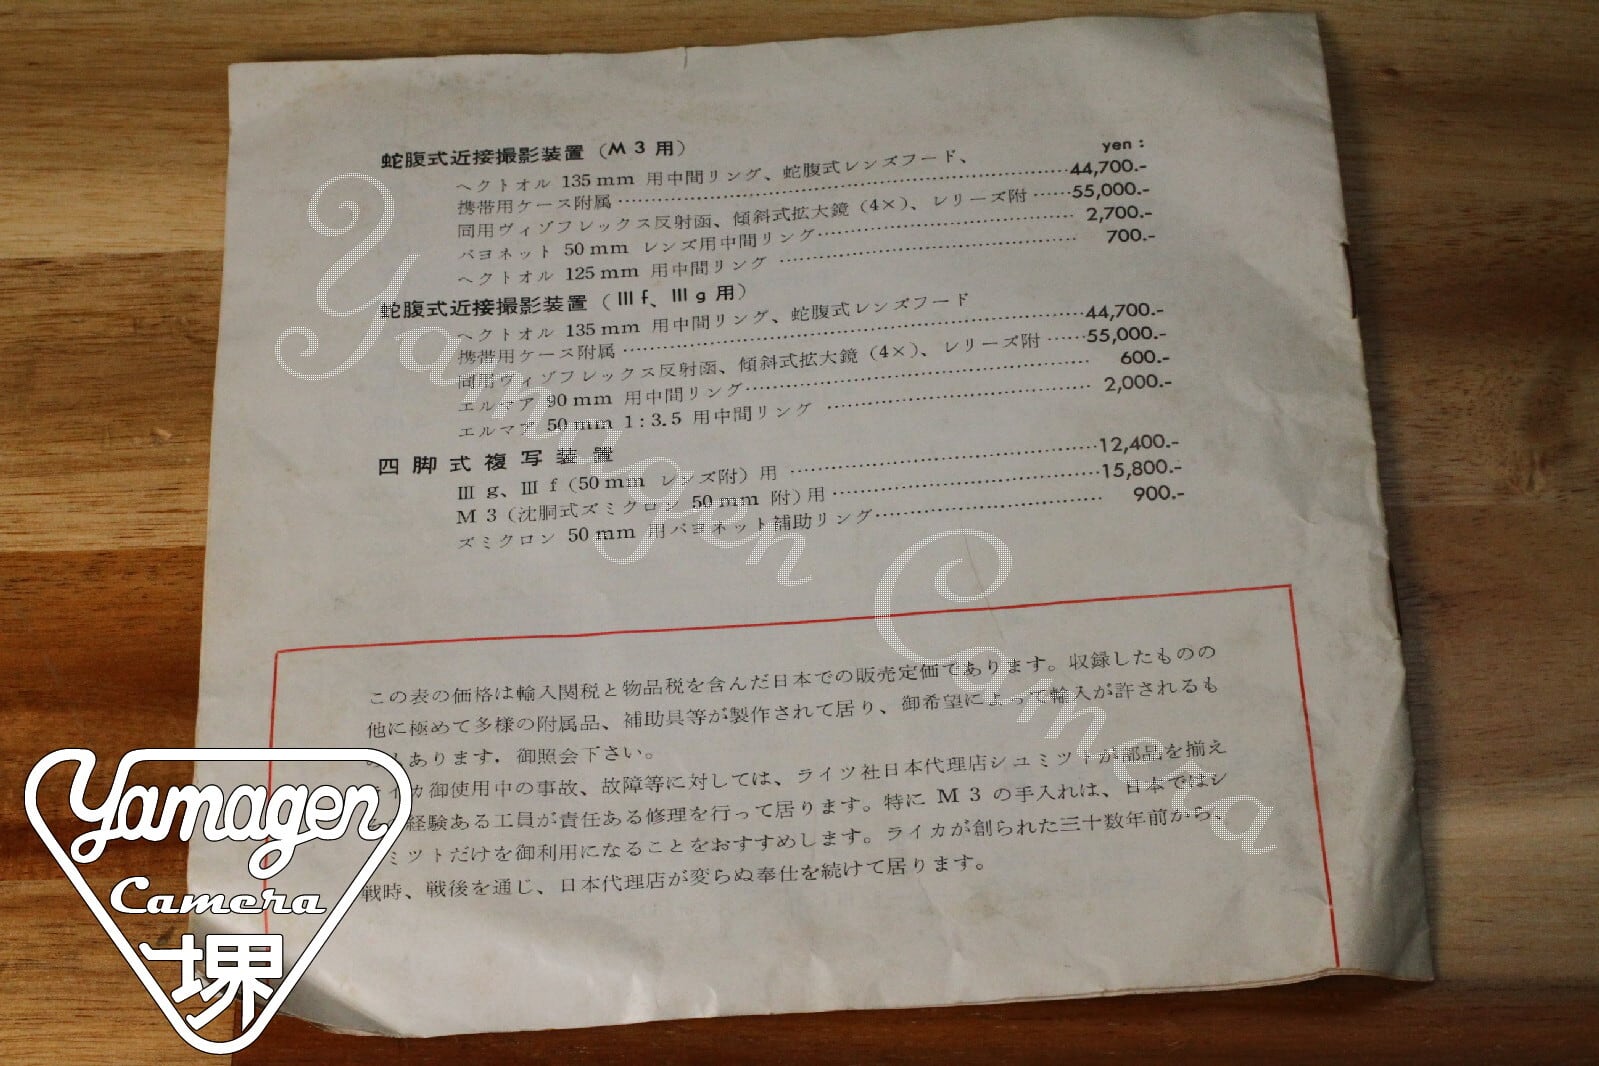 蛇腹式近接撮影装置（M 3 用）
yen :
ヘクトオル 135 mm 用中間リング、蛇腹式レンズフード、
携帯用ケース附属 ‥‥‥ 44,700.-
同用ヴィゾフレックス反射函、傾斜式拡大鏡（4×）、レリーズ附 ‥‥‥ 55,000.-
バヨネット 50 mm レンズ用中間リング ‥‥‥ 2,700.-
ヘクトオル 125 mm 用中間リング ‥‥‥ 700.-
蛇腹式近接撮影装置（Ⅲ f、Ⅲ g 用）
ヘクトオル 135 mm 用中間リング、蛇腹式レンズフード
携帯用ケース附属 ‥‥‥ 44,700.-
同用ヴィゾフレックス反射函、傾斜式拡大鏡（4×）、レリーズ附 ‥‥‥ 55,000.-
エルマア 90 mm 用中間リング ‥‥‥ 600.-
エルマア 50 mm 1 : 3.5 用中間リング ‥‥‥ 2,000.-
四脚式複写装置
Ⅲ g、Ⅲ f（50 mm レンズ附）用 ‥‥‥ 12,400.-
M 3（沈胴式ズミクロン 50 mm 附）用 ‥‥‥ 15,800.-
ズミクロン 50 mm 用バヨネット補助リング ‥‥‥ 900.-
この表の価格は輸入関税と物品税を含んだ日本での販売定価であります。収録したものの
他に極めて多様の附属品、補助具等が製作されて居り、御希望によって輸入が許されるも
のもあります．御照会下さい。
イカ御使用中の事故、故障等に対しては、ライツ社日本代理店シュミツトが部品を揃え
経験ある工員が責任ある修理を行って居ります。特に M 3 の手入れは、日本ではシ
ミツトだけを御利用になることをおすすめします。ライカが創られた三十数年前から、
戦時、戦後を通じ、日本代理店が変らぬ奉仕を続けて居ります。
Yamagen Camera
Yamagen
Camera
堺